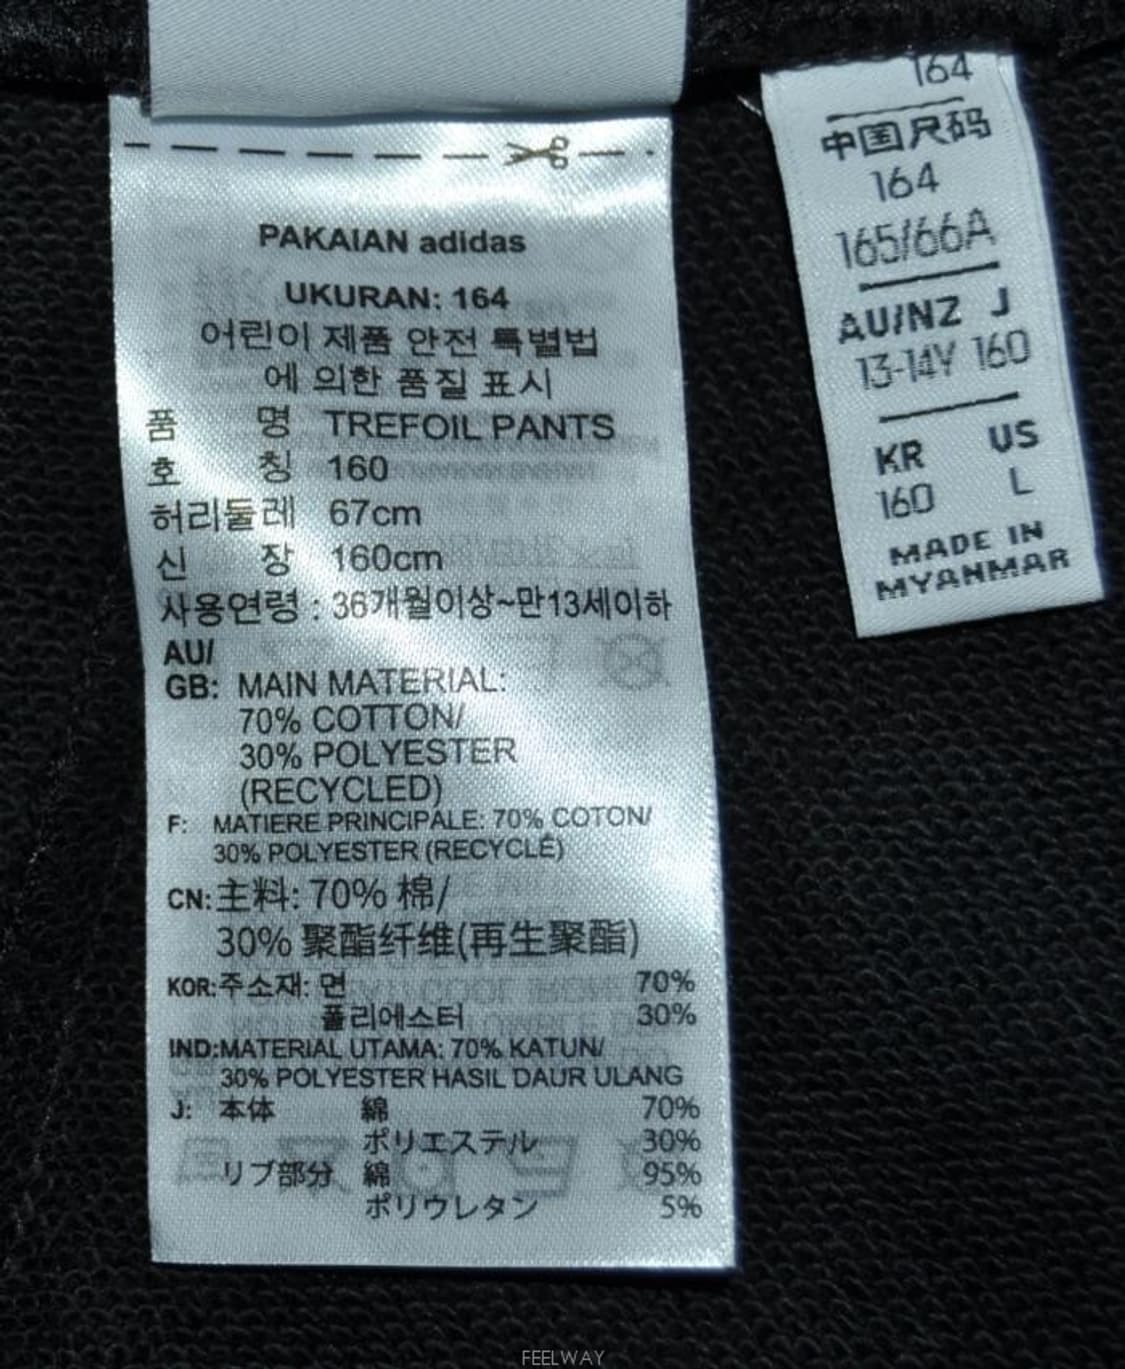 PAKAIAN adidas
UKURAN: 164
어린이 제품 안전 특별법
에 의한 품질 표시
품 명 TREFOIL PANTS
호 칭 160
허리둘레 67cm
신 장 160cm
사용연령 : 36개월이상~만13세이하
AU/
GB: MAIN MATERIAL:
70% COTTON/
30% POLYESTER
(RECYCLED)
F: MATIERE PRINCIPALE: 70% COTON/
30% POLYESTER (RECYCLÉ)
CN: 主料: 70% 棉/
30% 聚酯纤维(再生聚酯)
KOR: 주소재: 면 70%
폴리에스터 30%
IND: MATERIAL UTAMA: 70% KATUN/
30% POLYESTER HASIL DAUR ULANG
J: 本体 綿 70%
ポリエステル 30%
リブ部分 綿 95%
ポリウレタン 5%
164
中国尺码
164
165/66A
AU/NZ J
13-14Y 160
KR US
160 L
MADE IN
MYANMAR
FEELWAY